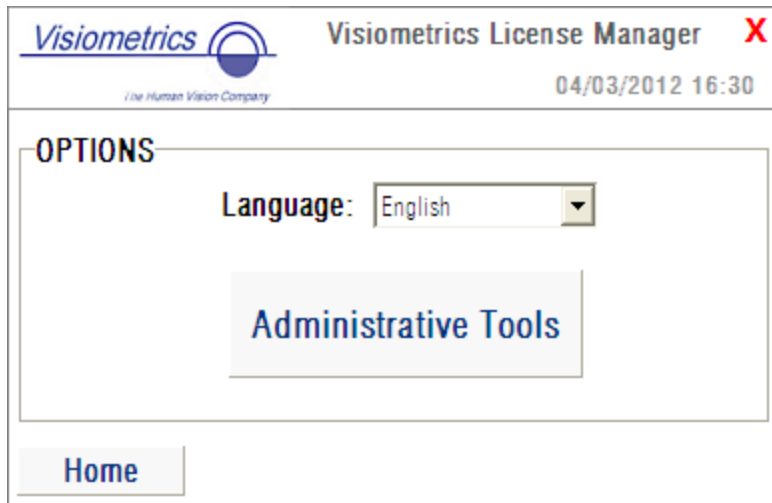 Visiometrics
The Human Vision Company
Visiometrics License Manager X
04/03/2012 16:30
OPTIONS
Language: English
Administrative Tools
Home